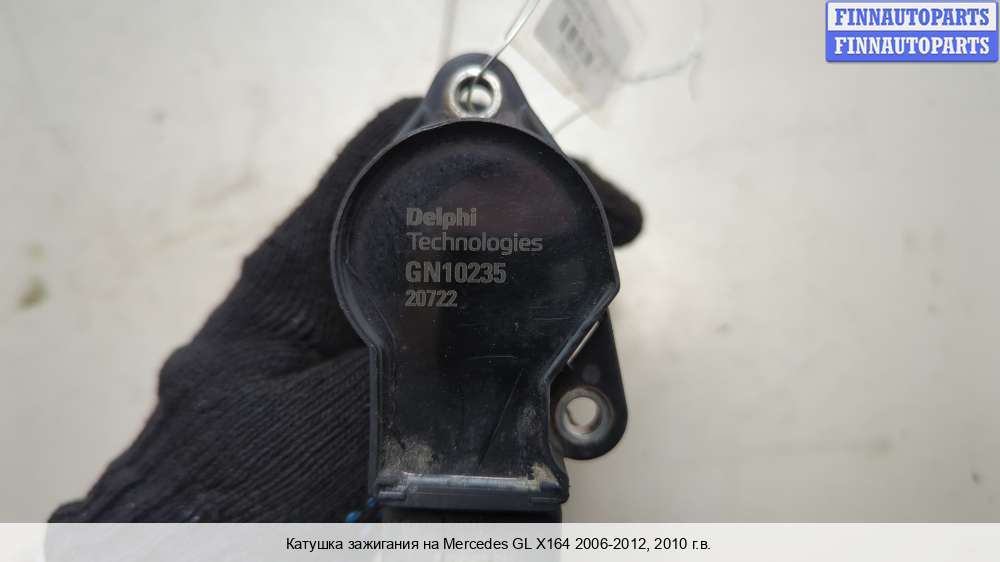 FINNAUTOPARTS
FINNAUTOPARTS
Delphi
Technologies
GN10235
20722
Катушка зажигания на Mercedes GL X164 2006-2012, 2010 г.в.